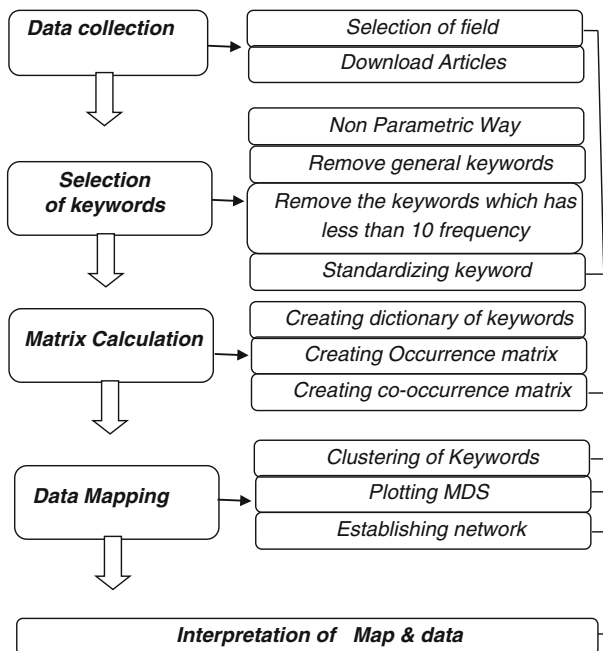 Data collection
Selection of field
Download Articles
Selection
of keywords
Non Parametric Way
Remove general keywords
Remove the keywords which has
less than 10 frequency
Standardizing keyword
Matrix Calculation
Creating dictionary of keywords
Creating Occurrence matrix
Creating co-occurrence matrix
Data Mapping
Clustering of Keywords
Plotting MDS
Establishing network
Interpretation of Map & data